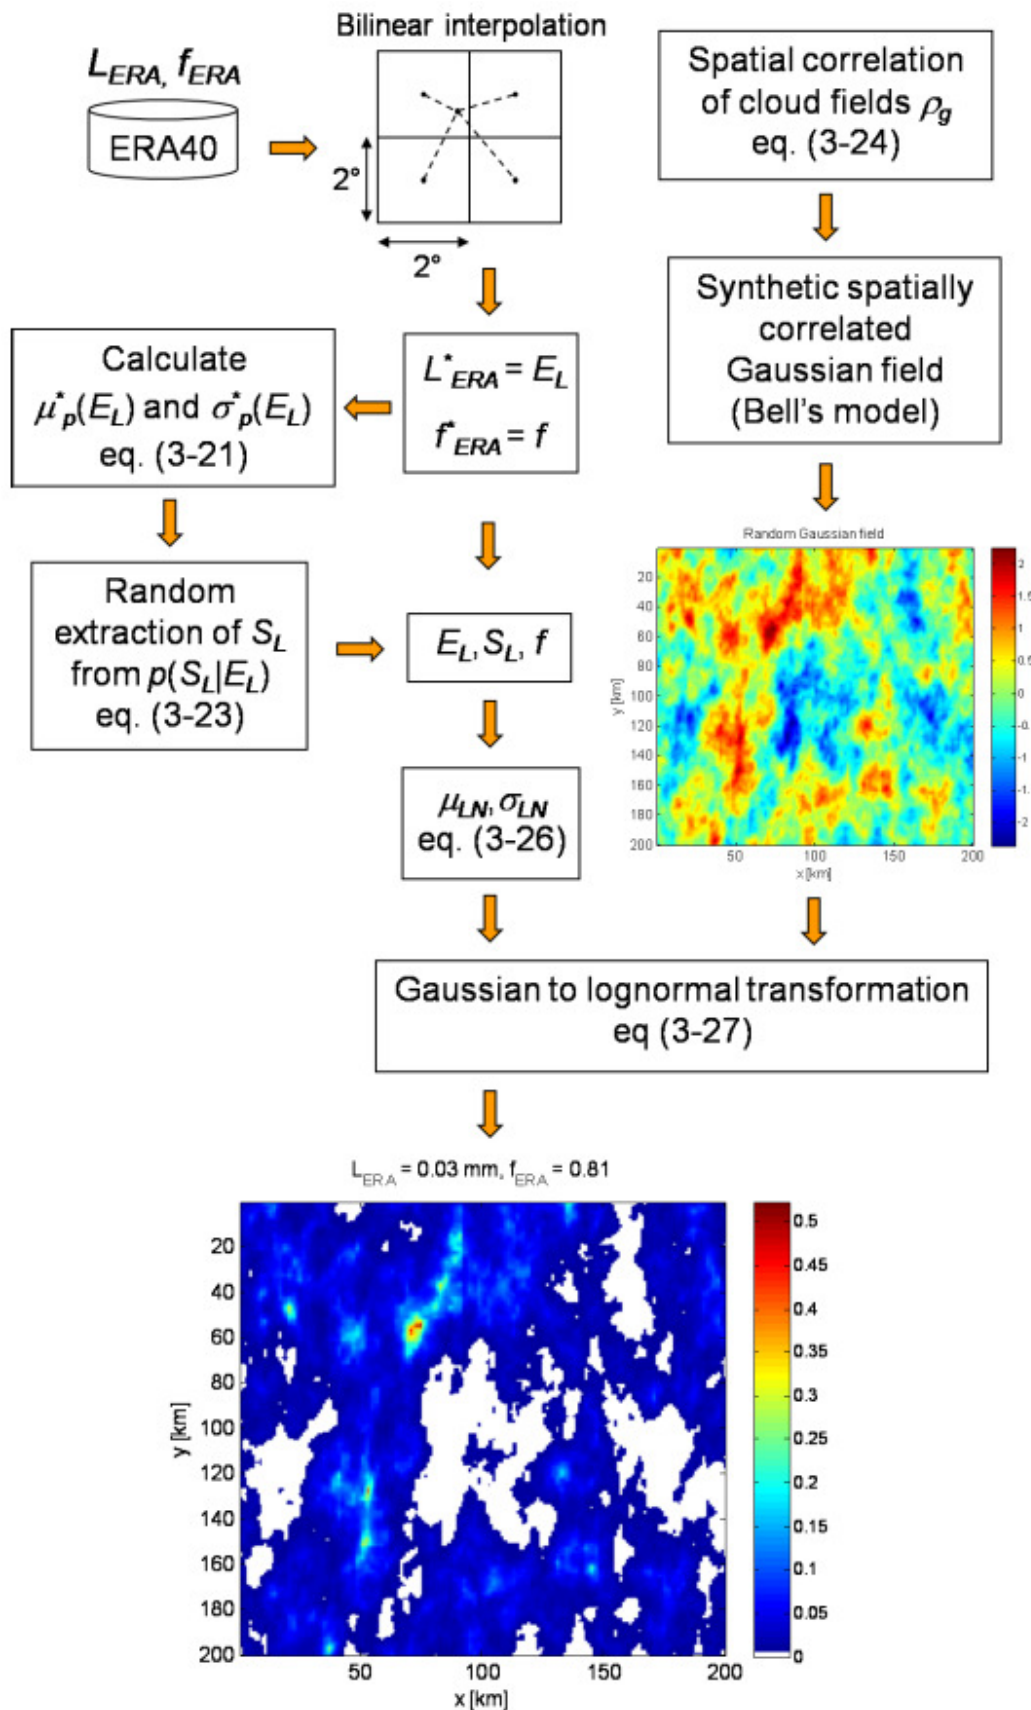 Bilinear interpolation
L_ERA, f_ERA
ERA40
2°
2°
Spatial correlation
of cloud fields ρ_g
eq. (3-24)
Synthetic spatially
correlated
Gaussian field
(Bell's model)
L*_ERA = E_L
f*_ERA = f
Calculate
μ*_p(E_L) and σ*_p(E_L)
eq. (3-21)
Random
extraction of S_L
from p(S_L|E_L)
eq. (3-23)
E_L, S_L, f
μ_LN, σ_LN
eq. (3-26)
Random Gaussian field
20
40
60
80
100
120
140
160
180
200
y [km]
50
100
150
200
x [km]
2
1.
1
0.5
0
-0.
-1
-1.
-2
Gaussian to lognormal transformation
eq (3-27)
L_ERA = 0.03 mm, f_ERA = 0.81
20
40
60
80
100
120
140
160
180
200
y [km]
50
100
150
200
x [km]
0.5
0.45
0.4
0.35
0.3
0.25
0.2
0.15
0.1
0.05
0